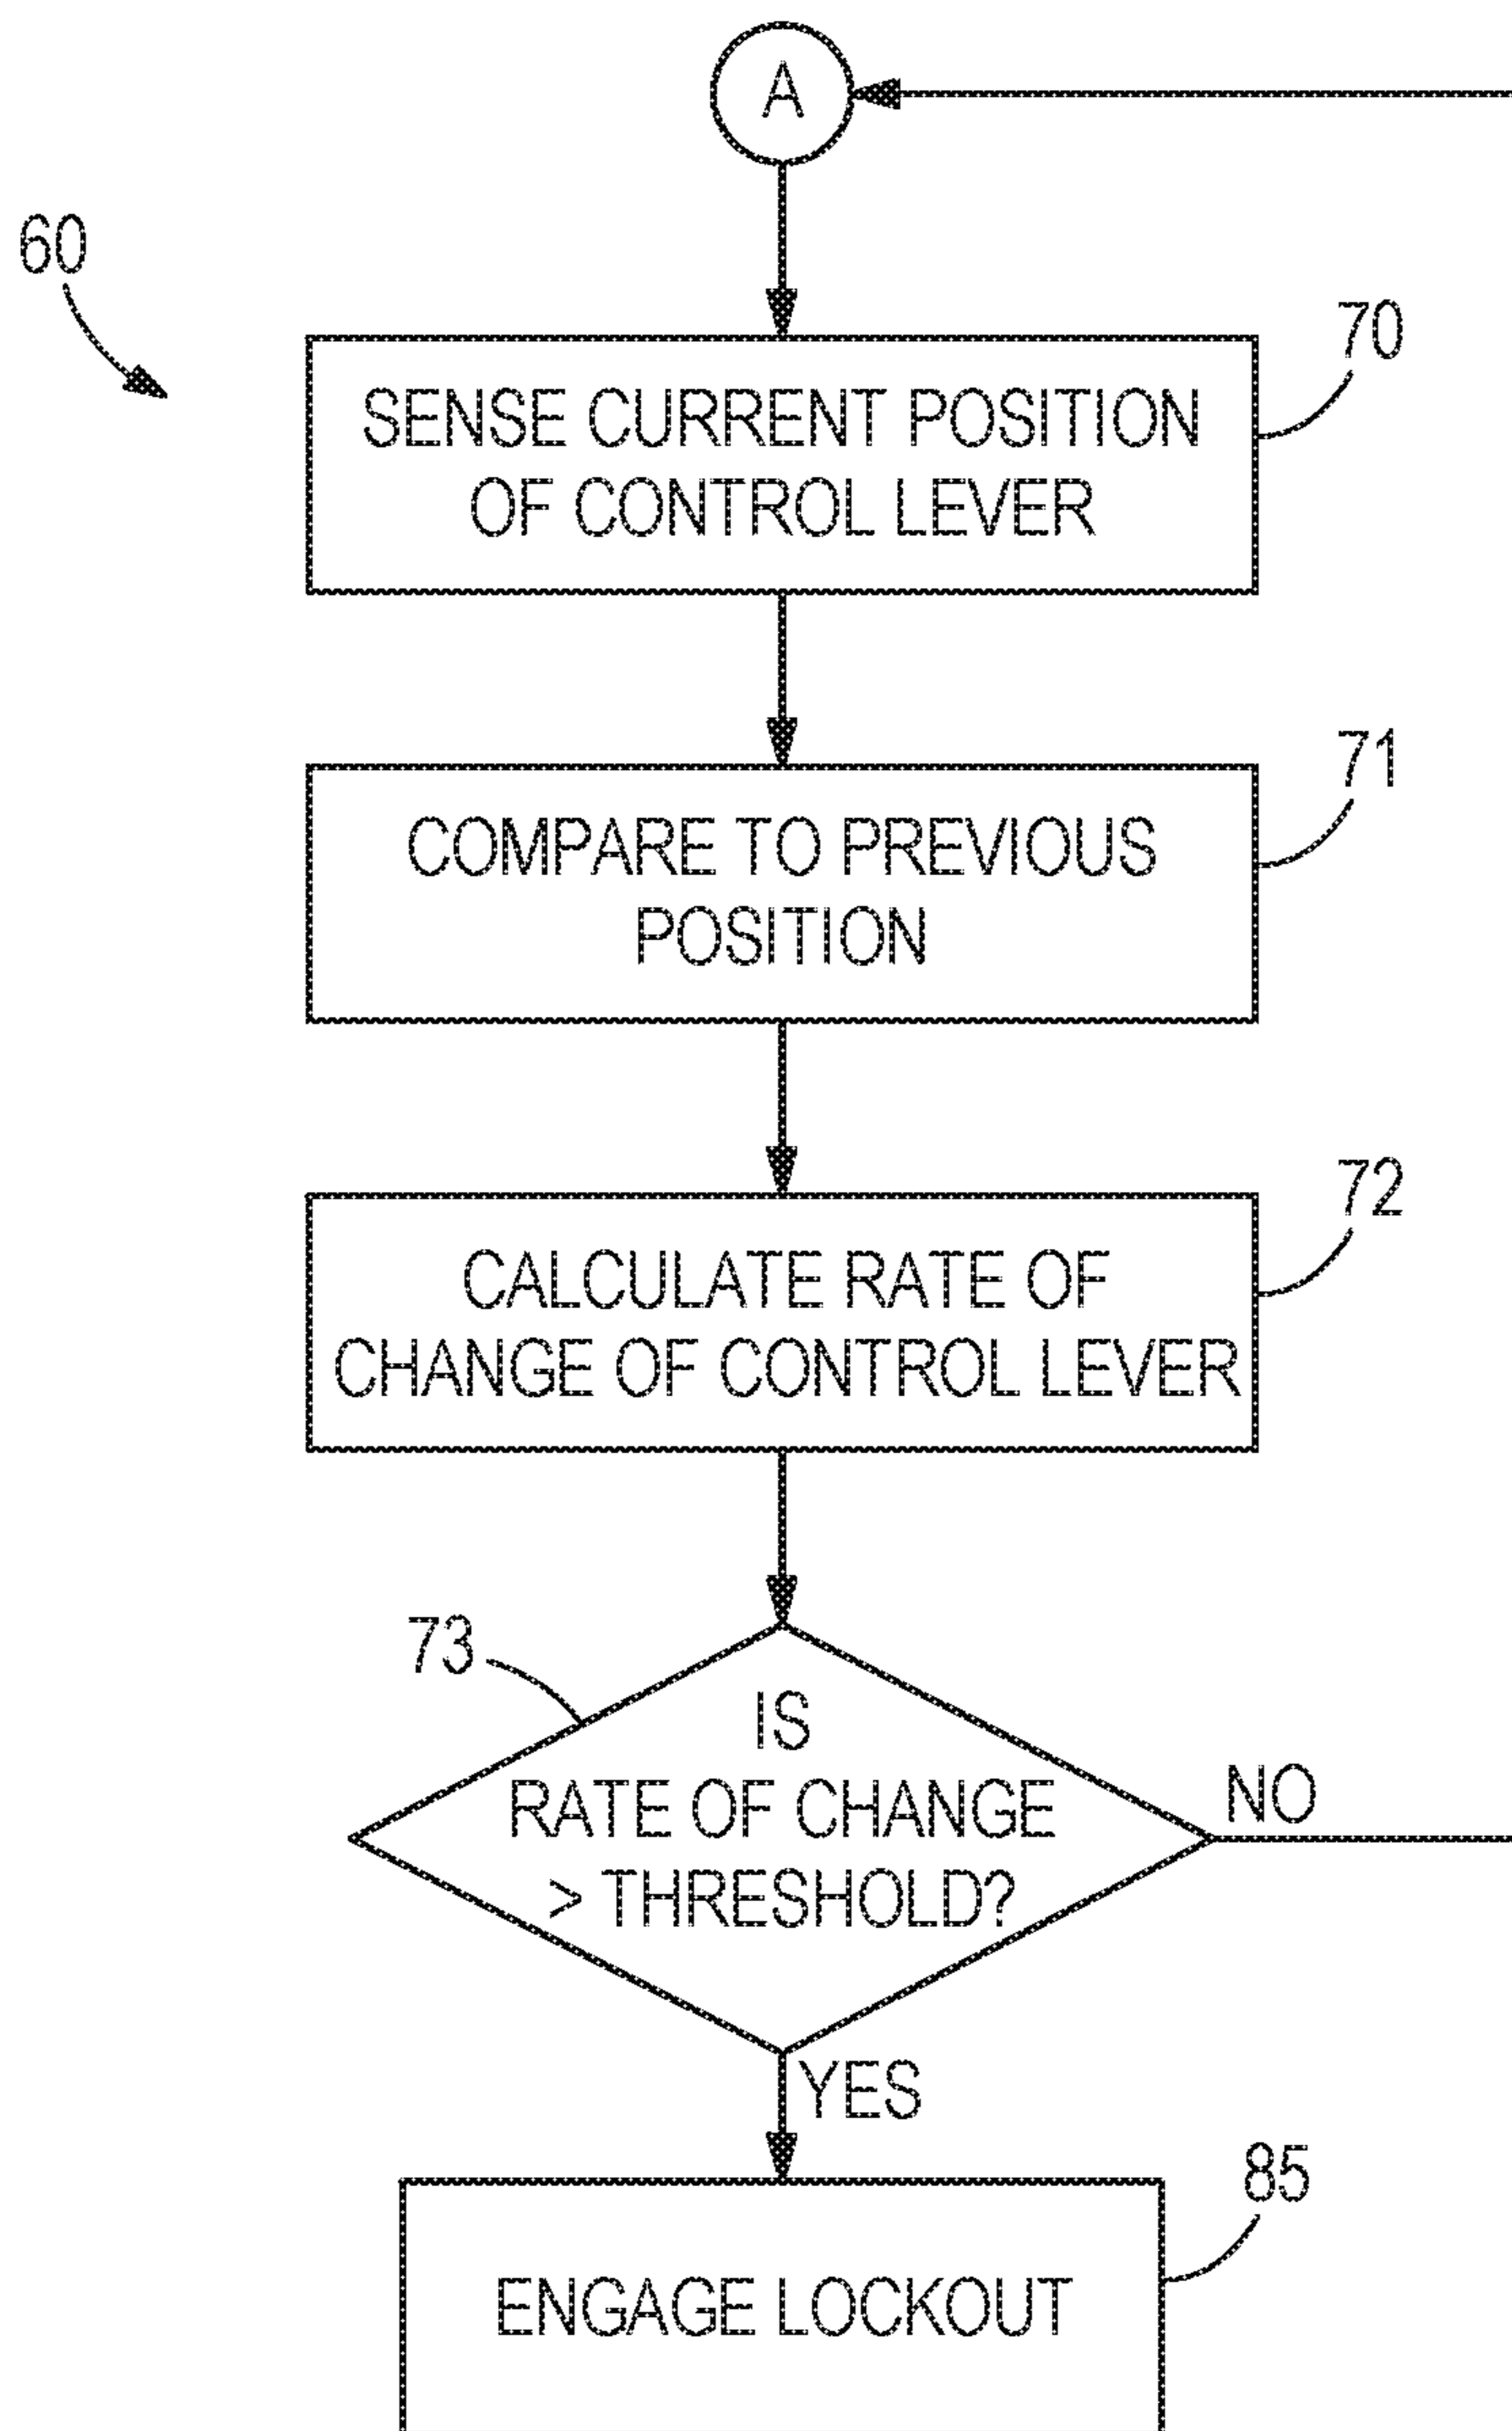 A
60
70
SENSE CURRENT POSITION
OF CONTROL LEVER
71
COMPARE TO PREVIOUS
POSITION
72
CALCULATE RATE OF
CHANGE OF CONTROL LEVER
73
IS
RATE OF CHANGE
> THRESHOLD?
NO
YES
85
ENGAGE LOCKOUT